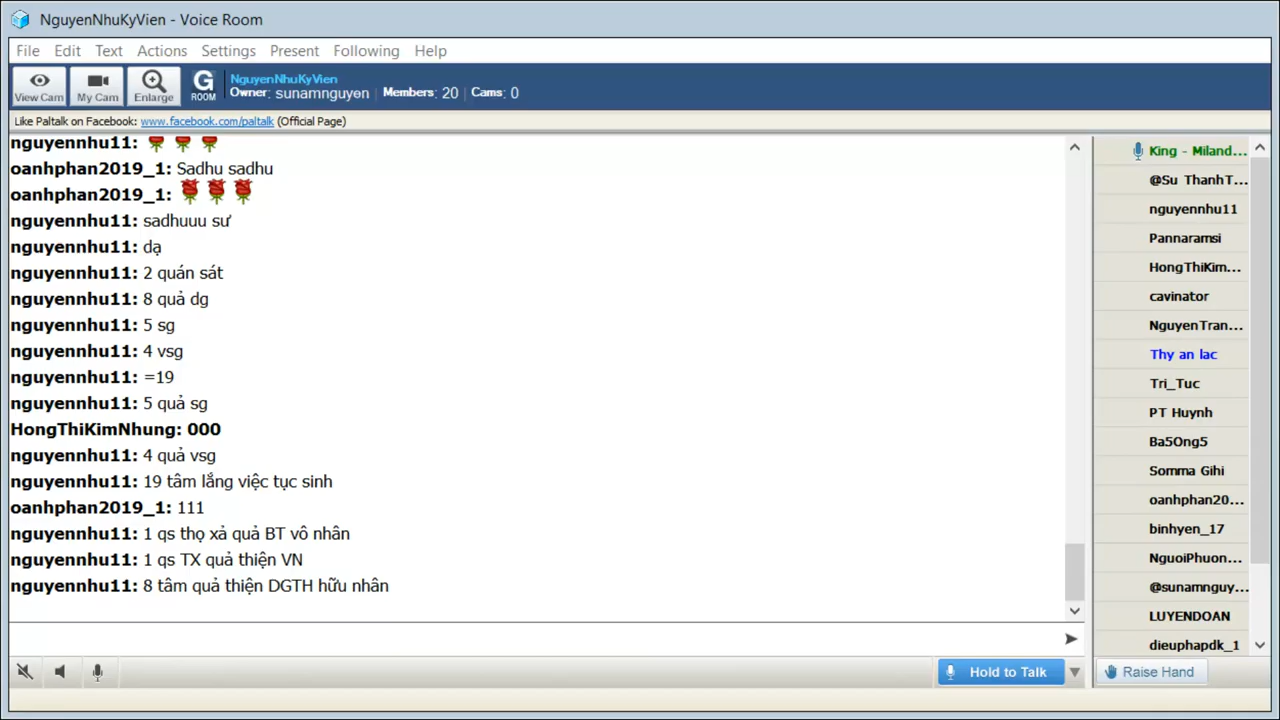 NguyenNhuKyVien - Voice Room
File Edit Text Actions Settings Present Following Help
View Cam My Cam Enlarge G ROOM
NguyenNhuKyVien
Owner: sunamnguyen Members: 20 Cams: 0
Like Paltalk on Facebook: www.facebook.com/paltalk (Official Page)
nguyennhu11:
oanhphan2019_1: Sadhu sadhu
oanhphan2019_1:
nguyennhu11: sadhuuu sư
nguyennhu11: dạ
nguyennhu11: 2 quán sát
nguyennhu11: 8 quả dg
nguyennhu11: 5 sg
nguyennhu11: 4 vsg
nguyennhu11: =19
nguyennhu11: 5 quả sg
HongThiKimNhung: 000
nguyennhu11: 4 quả vsg
nguyennhu11: 19 tâm lắng việc tục sinh
oanhphan2019_1: 111
nguyennhu11: 1 qs thọ xả quả BT vô nhân
nguyennhu11: 1 qs TX quả thiện VN
nguyennhu11: 8 tâm quả thiện DGTH hữu nhân
King - Miland...
@Su ThanhT...
nguyennhu11
Pannaramsi
HongThiKim...
cavinator
NguyenTran...
Thy an lac
Tri_Tuc
PT Huynh
Ba5Ong5
Somma Gihi
oanhphan20...
binhyen_17
NguoiPhuon...
@sunamnguy...
LUYENDOAN
dieuphapdk_1
Hold to Talk
Raise Hand